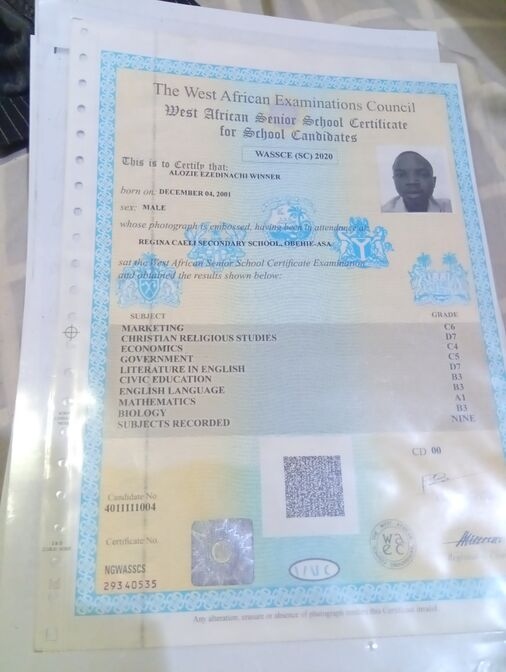 The West African Examinations Council
West African Senior School Certificate
for School Candidates
WASSCE (SC) 2020
This is to Certify that:
ALOZIE EZEDINACHI WINNER
born on: DECEMBER 04, 2001
sex: MALE
whose photograph is embossed, having been in attendance at
REGINA CAELI SECONDARY SCHOOL, OBEHIE-ASA
sat the West African Senior School Certificate Examination
and obtained the results shown below:
SUBJECT GRADE
MARKETING C6
CHRISTIAN RELIGIOUS STUDIES D7
ECONOMICS C4
GOVERNMENT C5
LITERATURE IN ENGLISH D7
CIVIC EDUCATION B3
ENGLISH LANGUAGE B3
MATHEMATICS A1
BIOLOGY B3
SUBJECTS RECORDED NINE
CD 00
Candidate No
4011111004
Certificate No.
NGWASSCS
29340535
waec
Any alteration, erasure or absence of photograph renders this Certificate invalid.